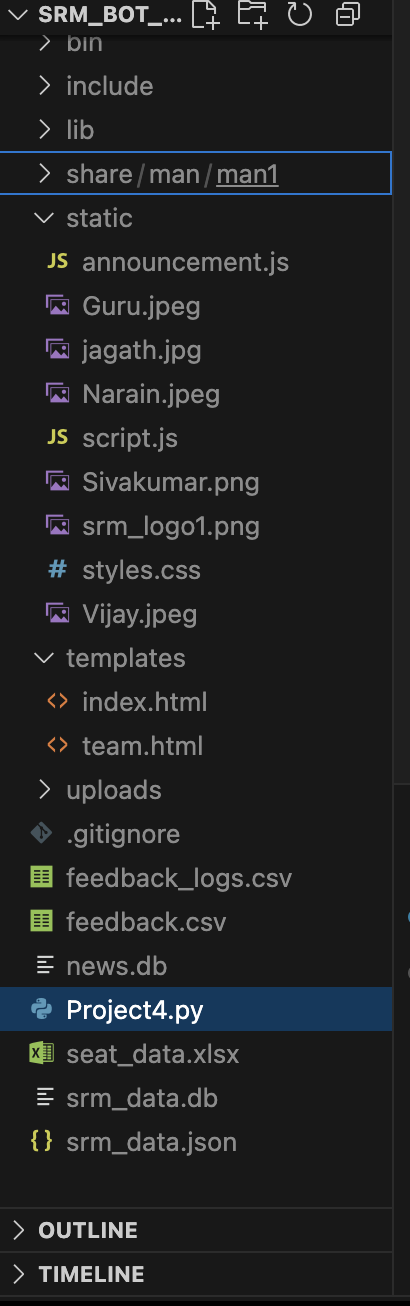 SRM_BOT_...
bin
include
lib
share/man/man1
static
JS announcement.js
Guru.jpeg
jagath.jpg
Narain.jpeg
JS script.js
Sivakumar.png
srm_logo1.png
# styles.css
Vijay.jpeg
templates
<> index.html
<> team.html
uploads
.gitignore
feedback_logs.csv
feedback.csv
news.db
Project4.py
seat_data.xlsx
srm_data.db
{} srm_data.json
OUTLINE
TIMELINE